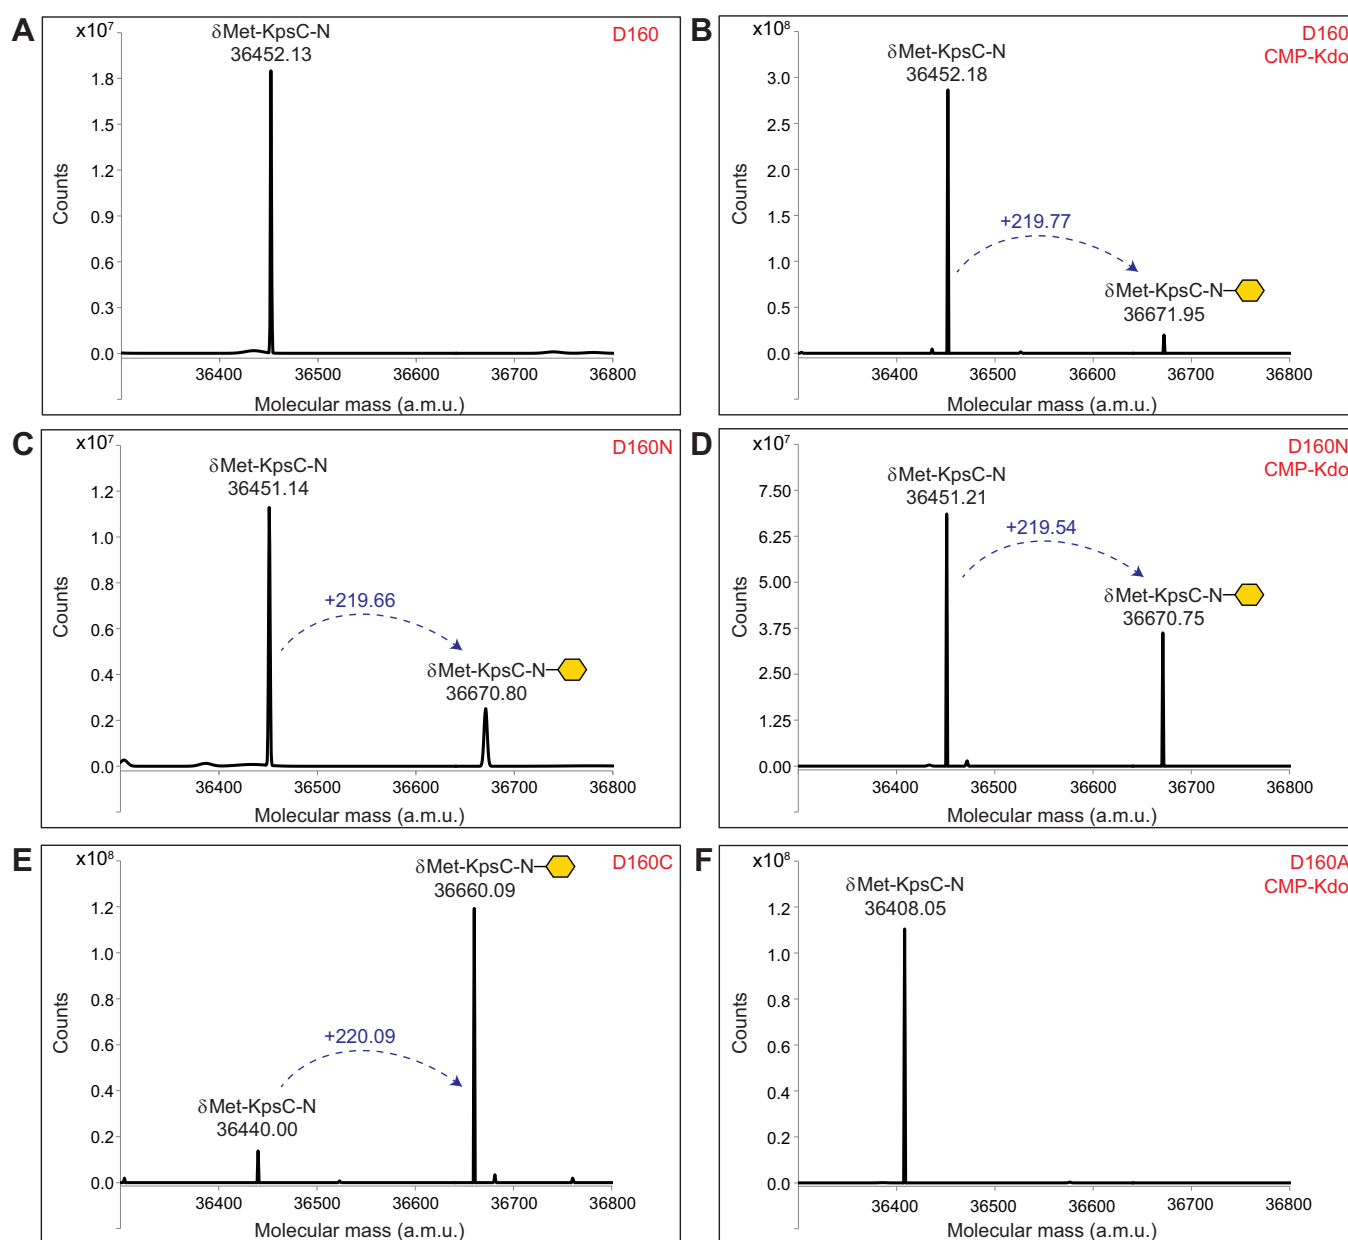 A
x10⁷
δMet-KpsC-N
36452.13
D160
1.8
1.5
1.2
0.9
0.6
0.3
0.0
Counts
36400 36500 36600 36700 36800
Molecular mass (a.m.u.)
B
x10⁸
δMet-KpsC-N
36452.18
D160
CMP-Kdo
3.0
2.5
2.0
1.5
1.0
0.5
0.0
Counts
+219.77
δMet-KpsC-N
36671.95
36400 36500 36600 36700 36800
Molecular mass (a.m.u.)
C
x10⁷
δMet-KpsC-N
36451.14
D160N
1.2
1.0
0.8
0.6
0.4
0.2
0.0
Counts
+219.66
δMet-KpsC-N
36670.80
36400 36500 36600 36700 36800
Molecular mass (a.m.u.)
D
x10⁷
δMet-KpsC-N
36451.21
D160N
CMP-Kdo
7.50
6.25
5.00
3.75
2.50
1.25
0.00
Counts
+219.54
δMet-KpsC-N
36670.75
36400 36500 36600 36700 36800
Molecular mass (a.m.u.)
E
x10⁸
δMet-KpsC-N
36660.09
D160C
1.2
1.0
0.8
0.6
0.4
0.2
0.0
Counts
+220.09
δMet-KpsC-N
36440.00
36400 36500 36600 36700 36800
Molecular mass (a.m.u.)
F
x10⁸
δMet-KpsC-N
36408.05
D160A
CMP-Kdo
1.2
1.0
0.8
0.6
0.4
0.2
0.0
Counts
36400 36500 36600 36700 36800
Molecular mass (a.m.u.)